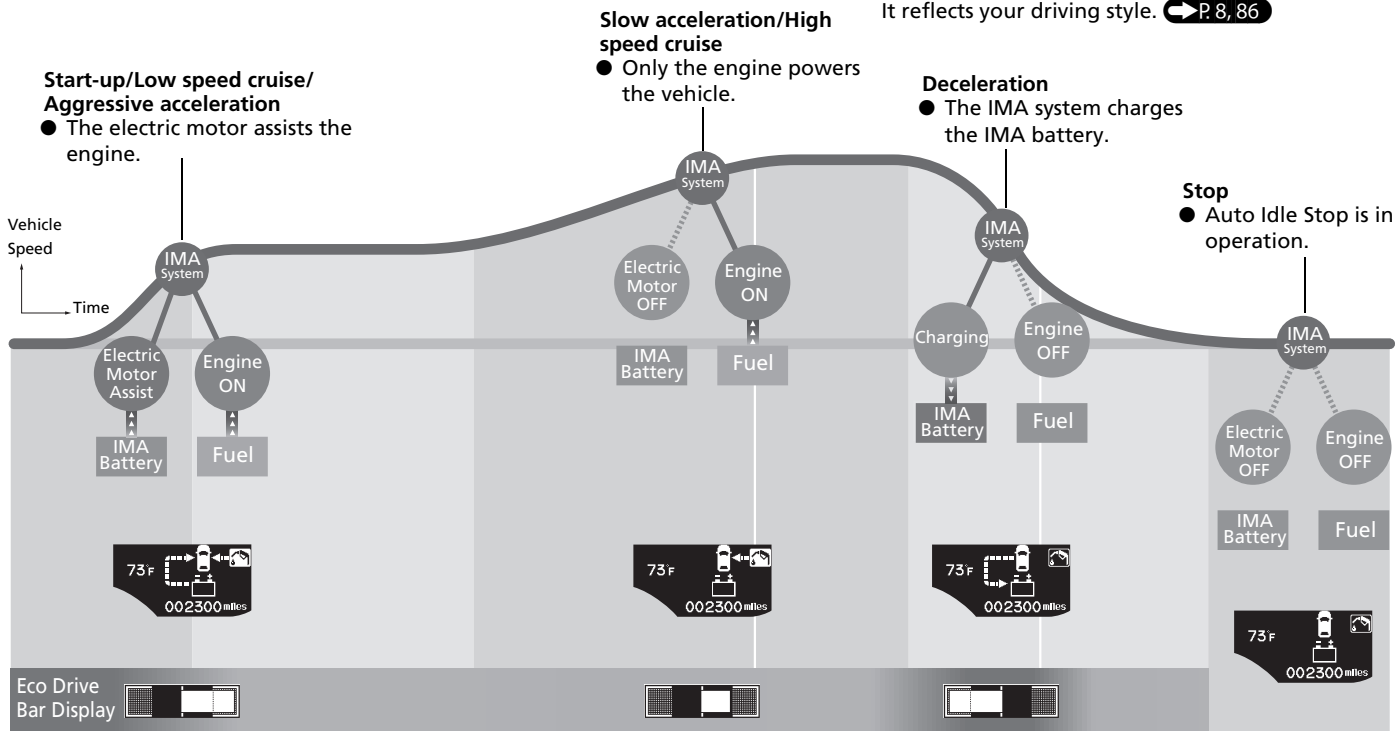 It reflects your driving style. P. 8, 86
Slow acceleration/High
speed cruise
● Only the engine powers
the vehicle.
Start-up/Low speed cruise/
Aggressive acceleration
● The electric motor assists the
engine.
Deceleration
● The IMA system charges
the IMA battery.
Stop
● Auto Idle Stop is in
operation.
Vehicle
Speed
Time
IMA
System
Electric
Motor
Assist
Engine
ON
IMA
Battery
Fuel
IMA
System
Electric
Motor
OFF
Engine
ON
IMA
Battery
Fuel
IMA
System
Charging
Engine
OFF
IMA
Battery
Fuel
IMA
System
Electric
Motor
OFF
Engine
OFF
IMA
Battery
Fuel
73°F
002300 miles
73°F
002300 miles
73°F
002300 miles
73°F
002300 miles
Eco Drive
Bar Display